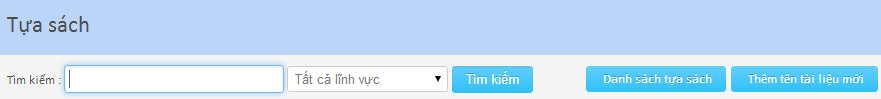 Tựa sách
Tìm kiếm : Tất cả lĩnh vực Tìm kiếm Danh sách tựa sách Thêm tên tài liệu mới